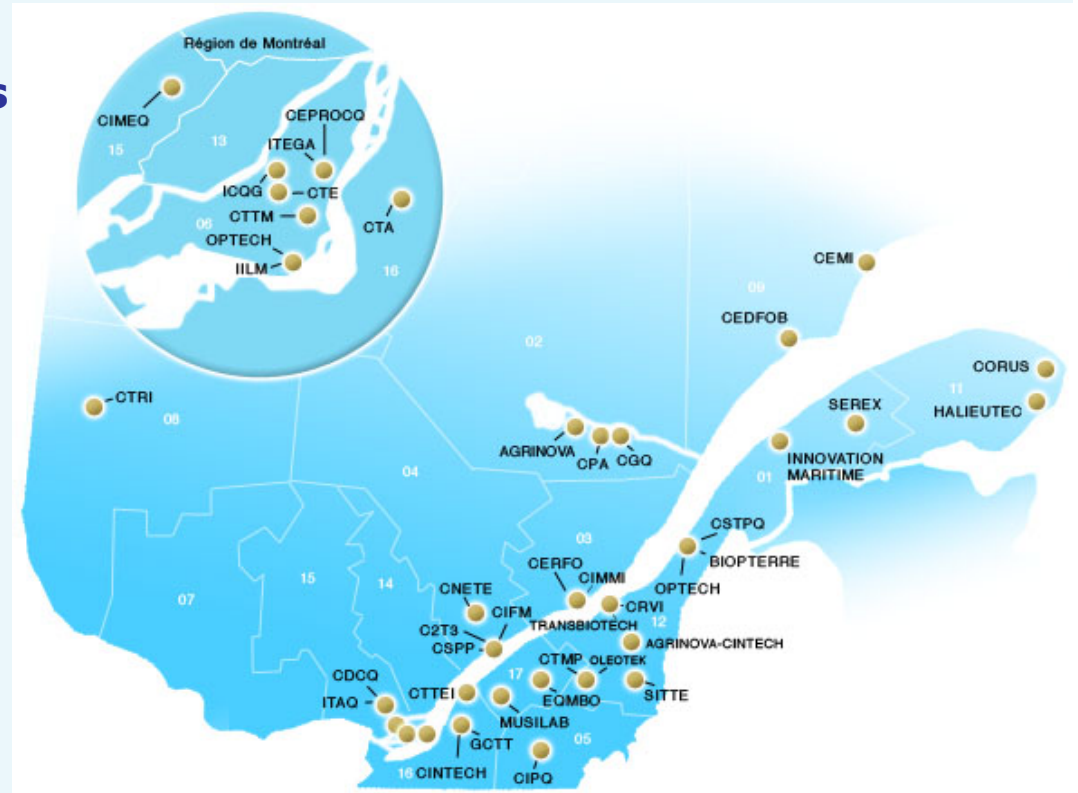 Région de Montréal
s
CIMEQ
15
13
CEPROCQ
ITEGA
ICQG
CTE
CTTM
06
OPTECH
IILM
CTA
16
CEMI
09
CEDFOB
02
CORUS
11
SEREX
HALIEUTEC
CTRI
08
AGRINOVA
CPA
CGQ
INNOVATION
MARITIME
01
04
CSTPQ
BIOPTERRE
OPTECH
03
CERFO
CIMMI
CNETE
CIFM
CRVI
TRANSBIOTECH
12
15
14
07
C2T3
CSPP
AGRINOVA-CINTECH
CTMP
OLEOTEK
17
CDCQ
ITAQ
CTTEI
EQMBO
SITTE
MUSILAB
GCTT
05
16
CINTECH
CIPQ